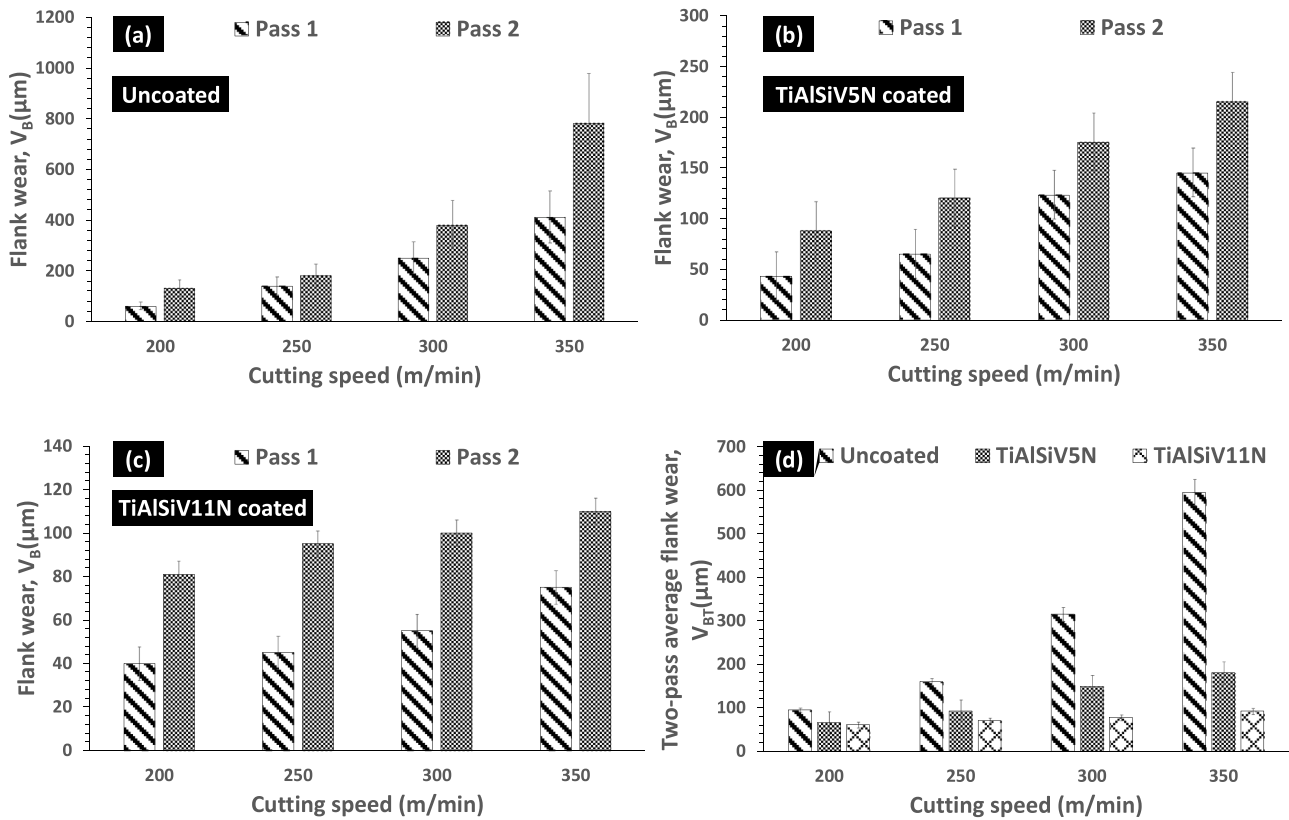 (a)
Pass 1
Pass 2
Uncoated
Flank wear, VB(μm)
1200
1000
800
600
400
200
0
200
250
300
350
Cutting speed (m/min)
(b)
Pass 1
Pass 2
TiAlSiV5N coated
Flank wear, VB(μm)
300
250
200
150
100
50
0
200
250
300
350
Cutting speed (m/min)
(c)
Pass 1
Pass 2
TiAlSiV11N coated
Flank wear, VB(μm)
140
120
100
80
60
40
20
0
200
250
300
350
Cutting speed (m/min)
(d)
Uncoated
TiAlSiV5N
TiAlSiV11N
Two-pass average flank wear,
VBT(μm)
700
600
500
400
300
200
100
0
200
250
300
350
Cutting speed (m/min)